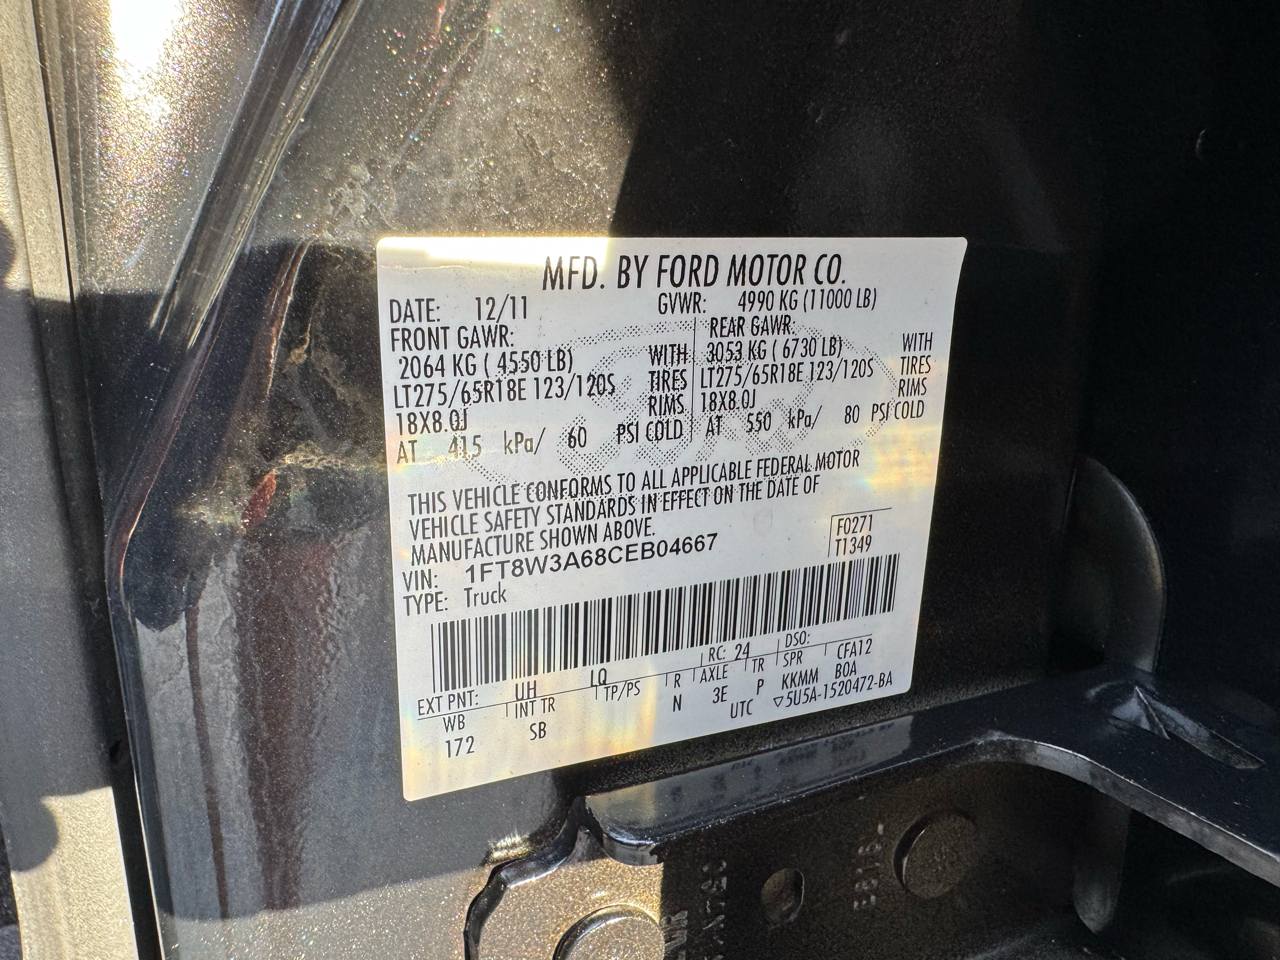 MFD. BY FORD MOTOR CO.
DATE: 12/11 GVWR: 4990 KG (11000 LB)
FRONT GAWR: REAR GAWR:
2064 KG ( 4550 LB) WITH 3053 KG ( 6730 LB) WITH
LT275/65R18E 123/120S TIRES LT275/65R18E 123/120S TIRES
18X8.0J RIMS 18X8.0J RIMS
AT 415 kPa/ 60 PSI COLD AT 550 kPa/ 80 PSI COLD
THIS VEHICLE CONFORMS TO ALL APPLICABLE FEDERAL MOTOR
VEHICLE SAFETY STANDARDS IN EFFECT ON THE DATE OF
MANUFACTURE SHOWN ABOVE.
F0271
VIN: 1FT8W3A68CEB04667
T1349
TYPE: Truck
EXT PNT: UH LQ RC: 24 DSO:
WB INT TR TP/PS R AXLE TR SPR CFA12
172 SB N 3E P KKMM BOA
UTC ▽5U5A-1520472-BA